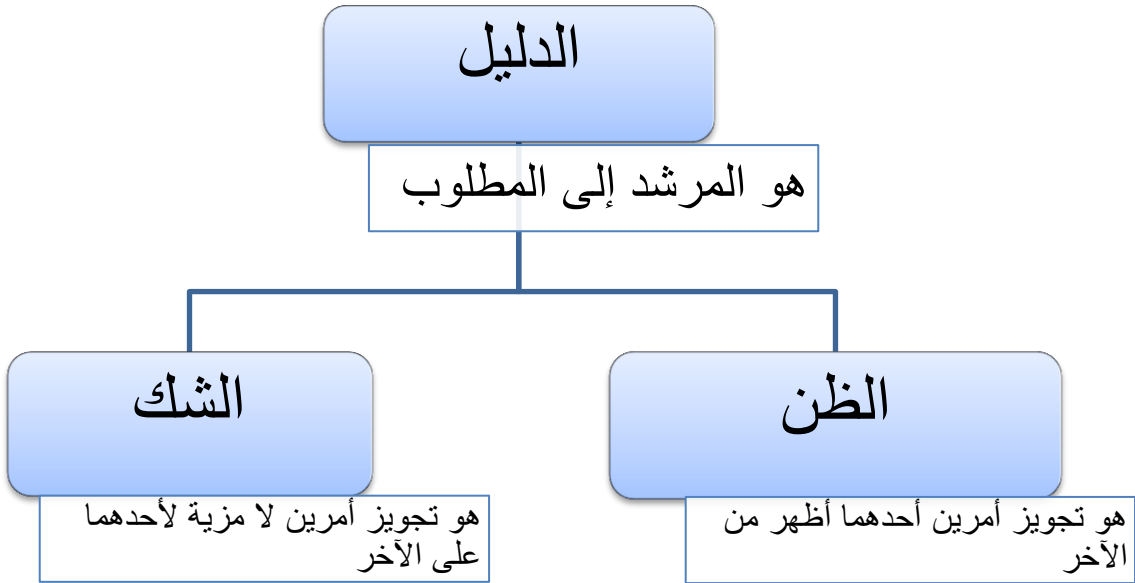 الدليل
هو المرشد إلى المطلوب
الظن
هو تجويز أمرين أحدهما أظهر من
الآخر
الشك
هو تجويز أمرين لا مزية لأحدهما
على الآخر